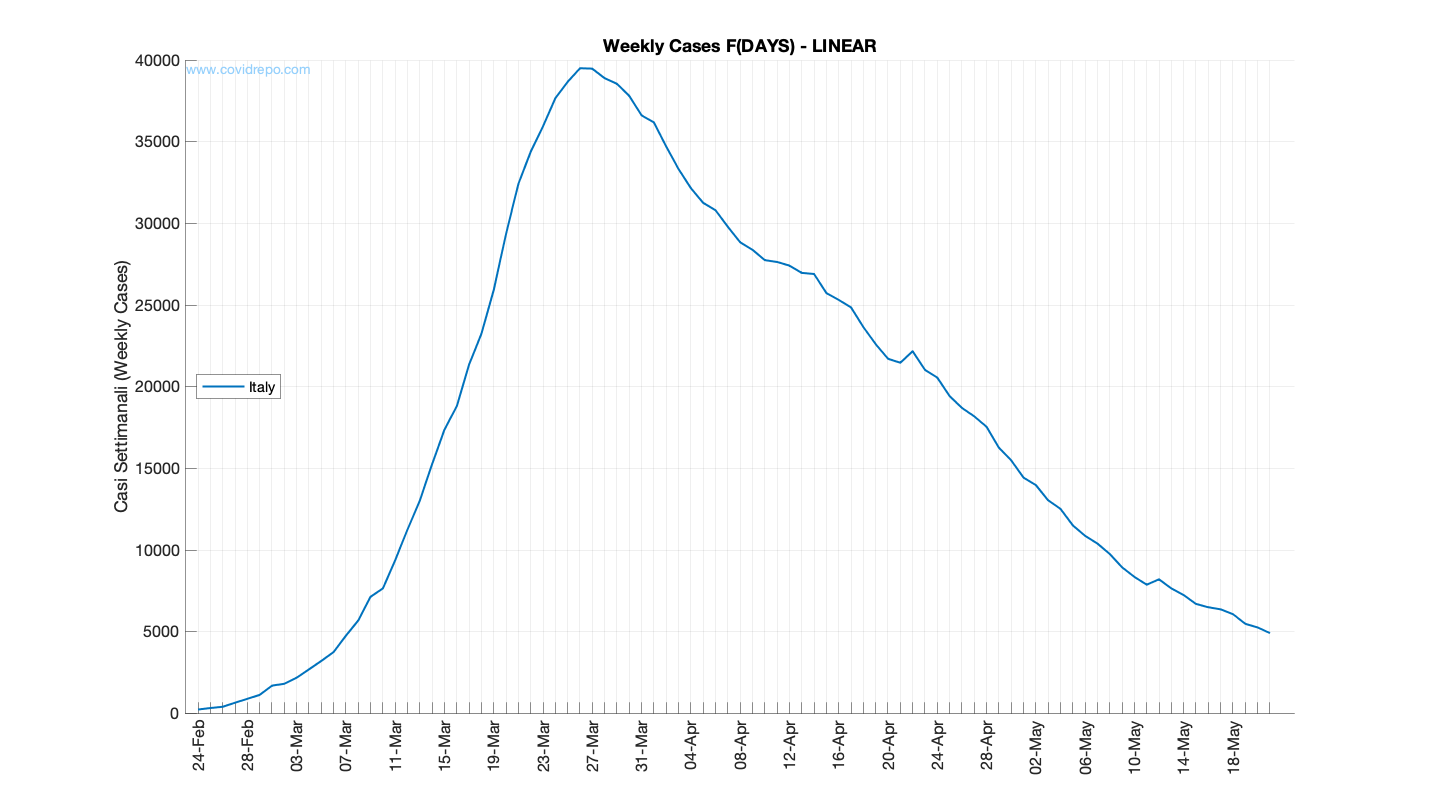 Weekly Cases F(DAYS) - LINEAR
www.covidrepo.com
40000
35000
30000
25000
20000
15000
10000
5000
0
Casi Settimanali (Weekly Cases)
Italy
24-Feb
28-Feb
03-Mar
07-Mar
11-Mar
15-Mar
19-Mar
23-Mar
27-Mar
31-Mar
04-Apr
08-Apr
12-Apr
16-Apr
20-Apr
24-Apr
28-Apr
02-May
06-May
10-May
14-May
18-May